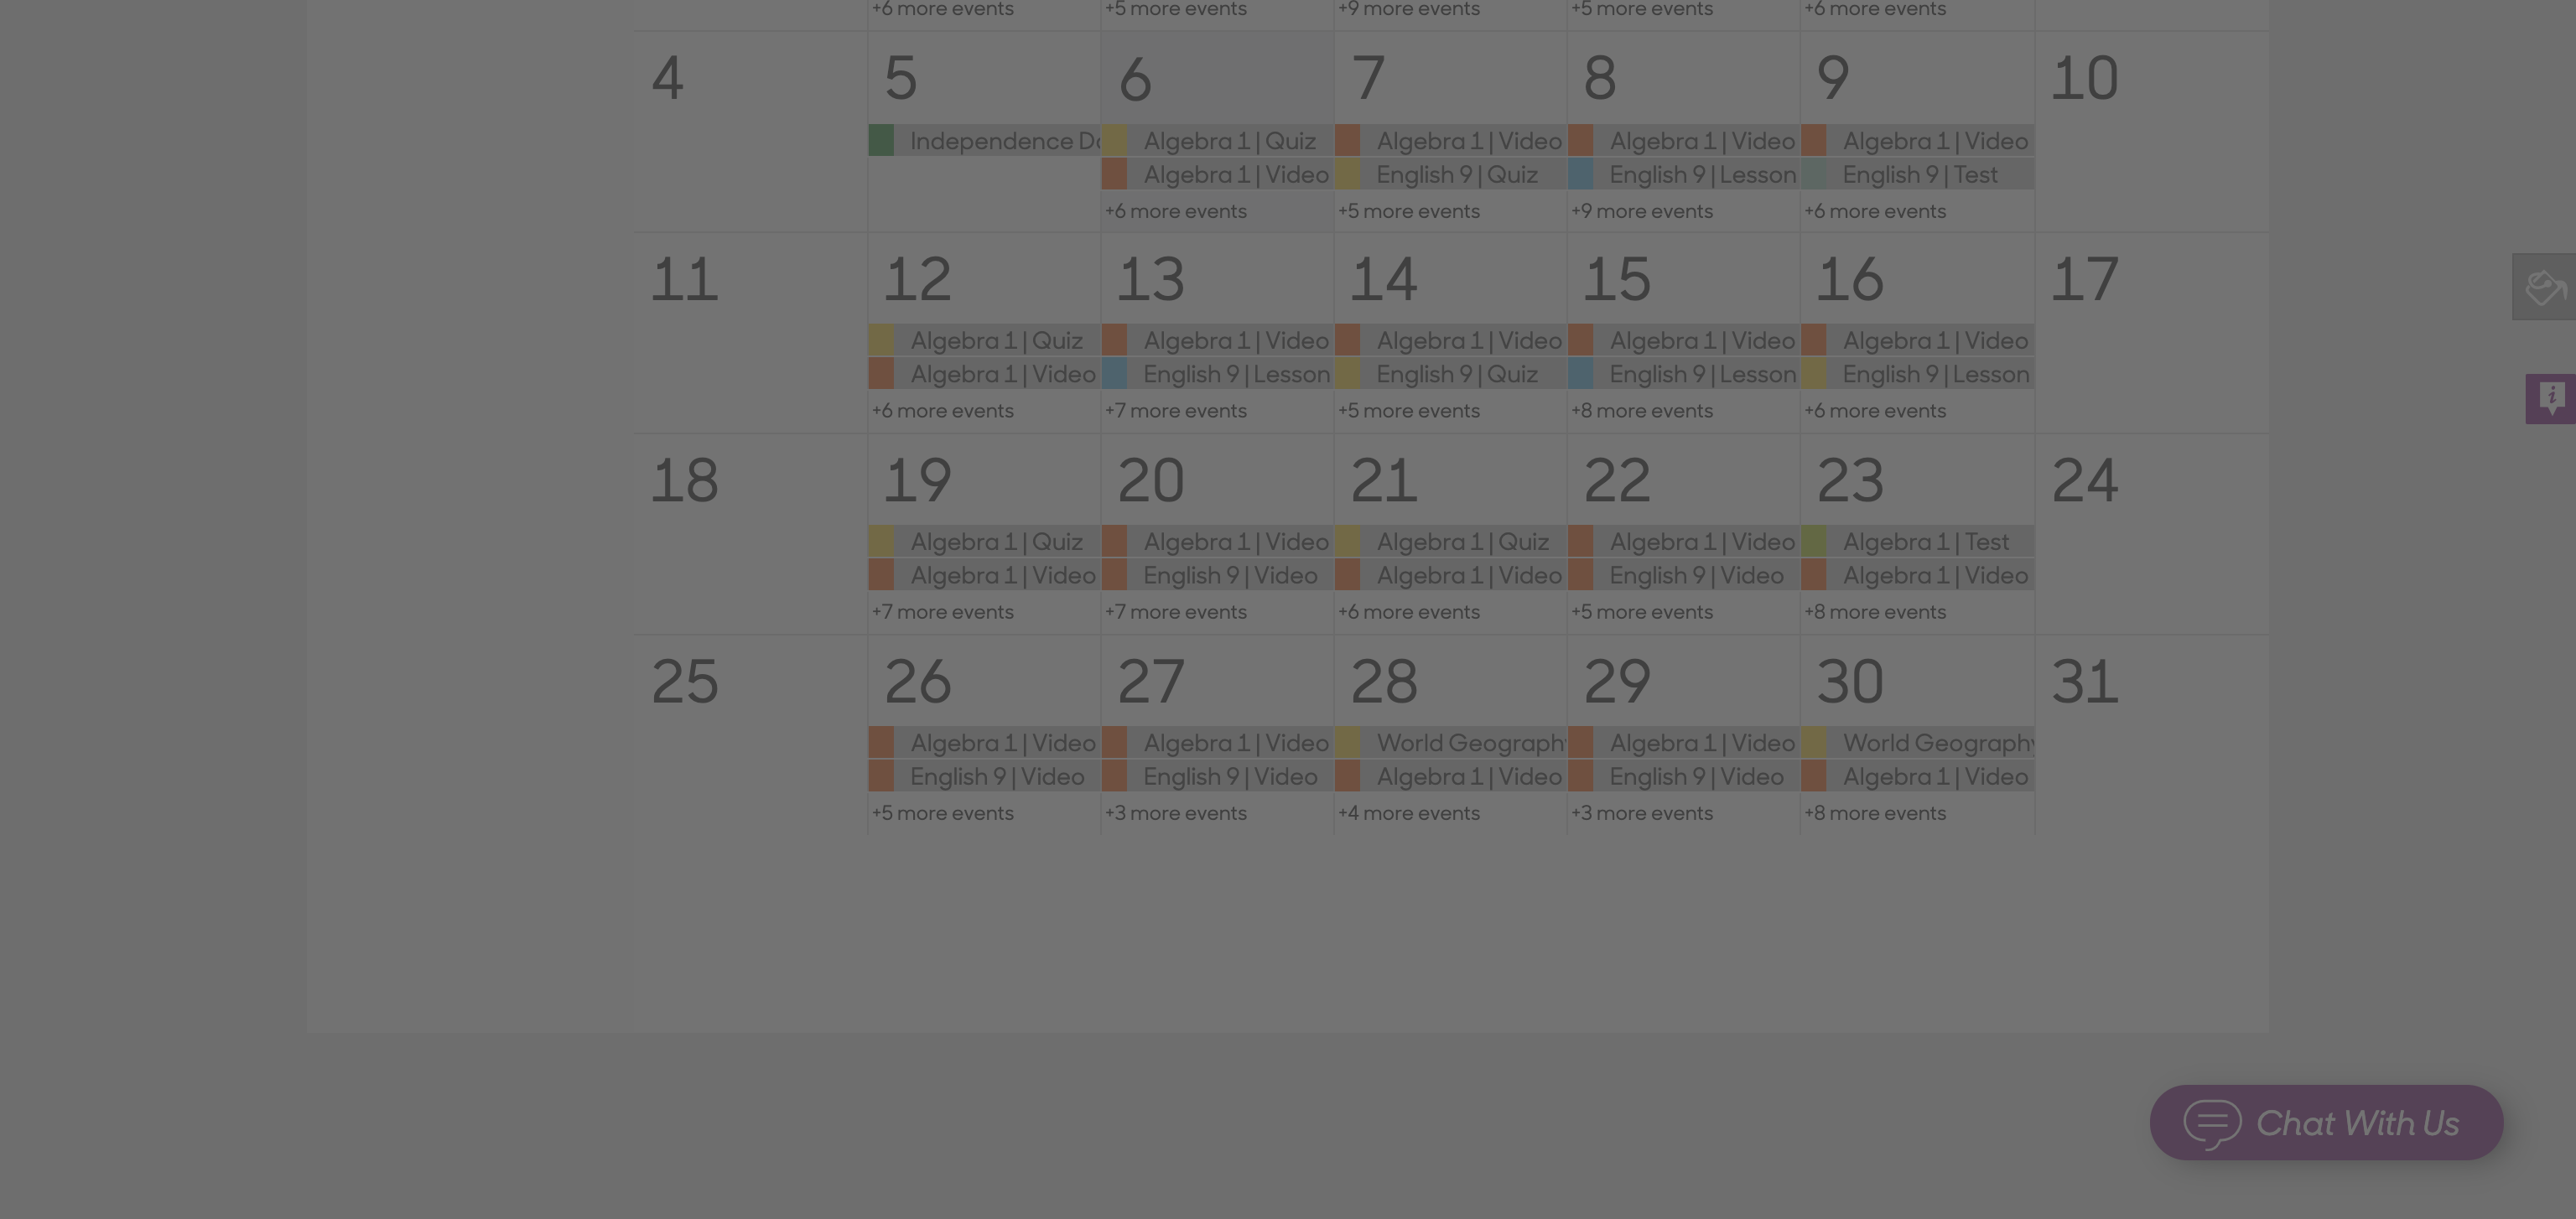 +6 more events +5 more events +9 more events +5 more events +6 more events
4 5 6 7 8 9 10
Independence Da Algebra 1 | Quiz Algebra 1 | Video Algebra 1 | Video Algebra 1 | Video
Algebra 1 | Video English 9 | Quiz English 9 | Lesson English 9 | Test
+6 more events +5 more events +9 more events +6 more events
11 12 13 14 15 16 17
Algebra 1 | Quiz Algebra 1 | Video Algebra 1 | Video Algebra 1 | Video Algebra 1 | Video
Algebra 1 | Video English 9 | Lesson English 9 | Quiz English 9 | Lesson English 9 | Lesson
+6 more events +7 more events +5 more events +8 more events +6 more events
18 19 20 21 22 23 24
Algebra 1 | Quiz Algebra 1 | Video Algebra 1 | Quiz Algebra 1 | Video Algebra 1 | Test
Algebra 1 | Video English 9 | Video Algebra 1 | Video English 9 | Video Algebra 1 | Video
+7 more events +7 more events +6 more events +5 more events +8 more events
25 26 27 28 29 30 31
Algebra 1 | Video Algebra 1 | Video World Geography Algebra 1 | Video World Geography
English 9 | Video English 9 | Video Algebra 1 | Video English 9 | Video Algebra 1 | Video
+5 more events +3 more events +4 more events +3 more events +8 more events
Chat With Us